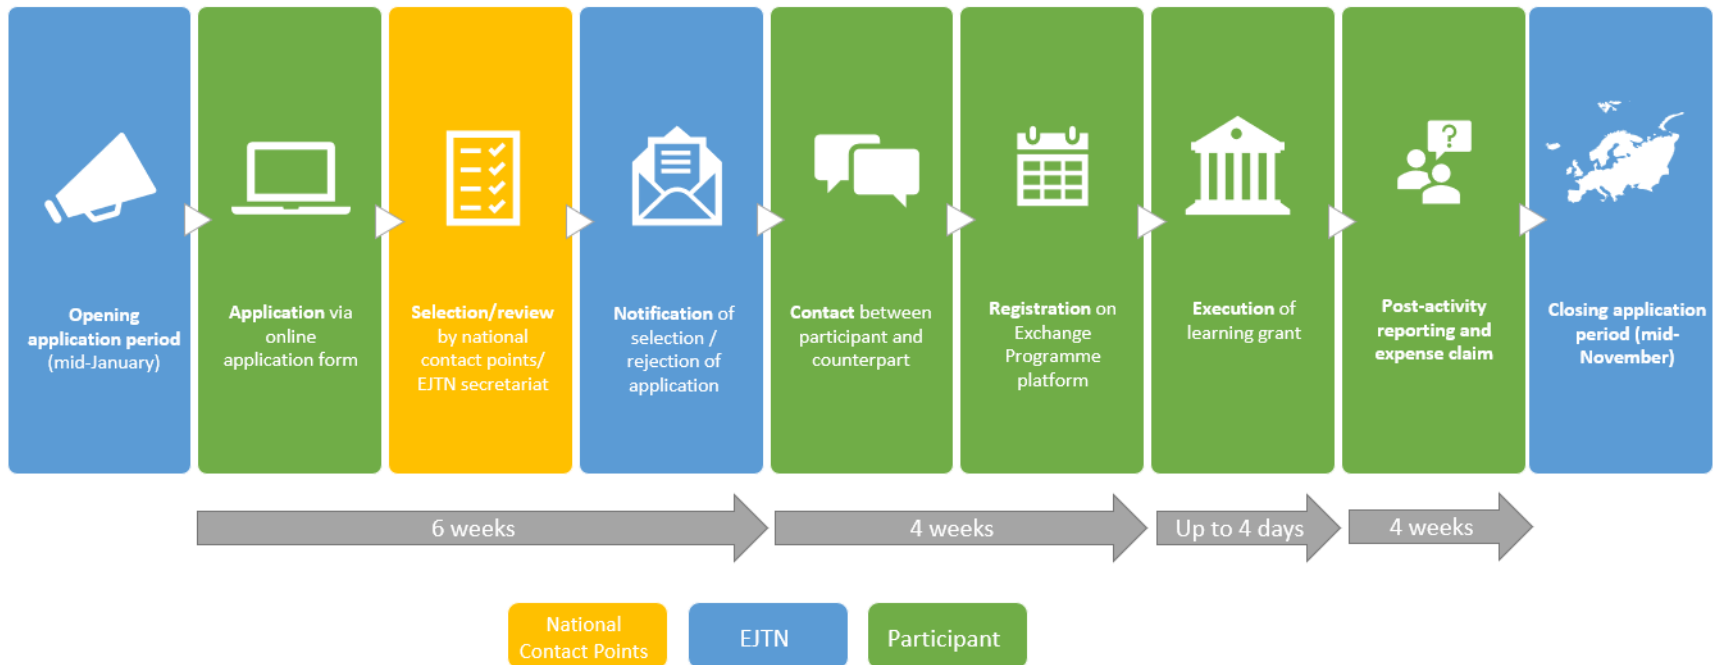 Opening
application period
(mid-January)
Application via
online
application form
Selection/review
by national
contact points/
EJTN secretariat
Notification of
selection /
rejection of
application
Contact between
participant and
counterpart
Registration on
Exchange
Programme
platform
Execution of
learning grant
?
Post-activity
reporting and
expense claim
Closing application
period (mid-
November)
6 weeks
4 weeks
Up to 4 days
4 weeks
National
Contact Points
EJTN
Participant